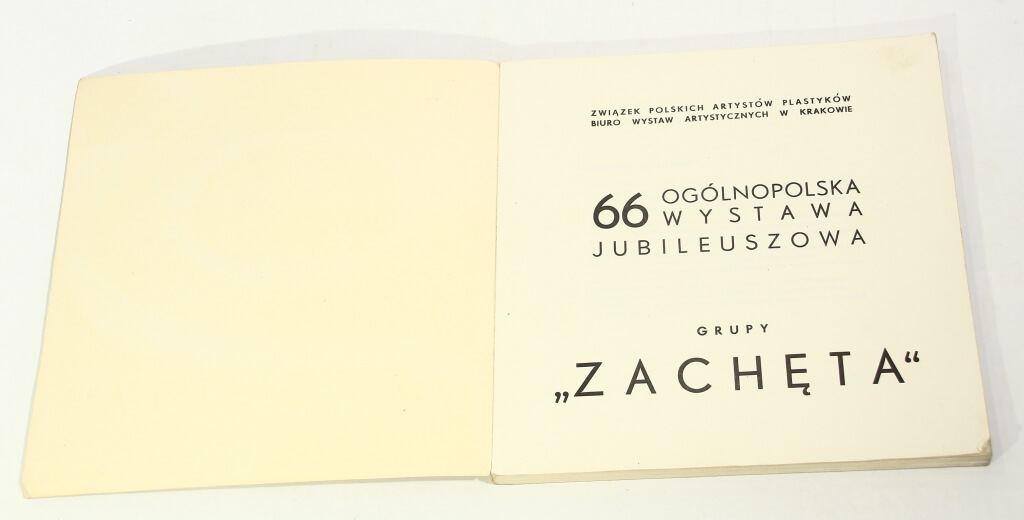 ZWIĄZEK POLSKICH ARTYSTÓW PLASTYKÓW
BIURO WYSTAW ARTYSTYCZNYCH W KRAKOWIE
66 OGÓLNOPOLSKA
WYSTAWA
JUBILEUSZOWA
GRUPY
„ZACHĘTA“